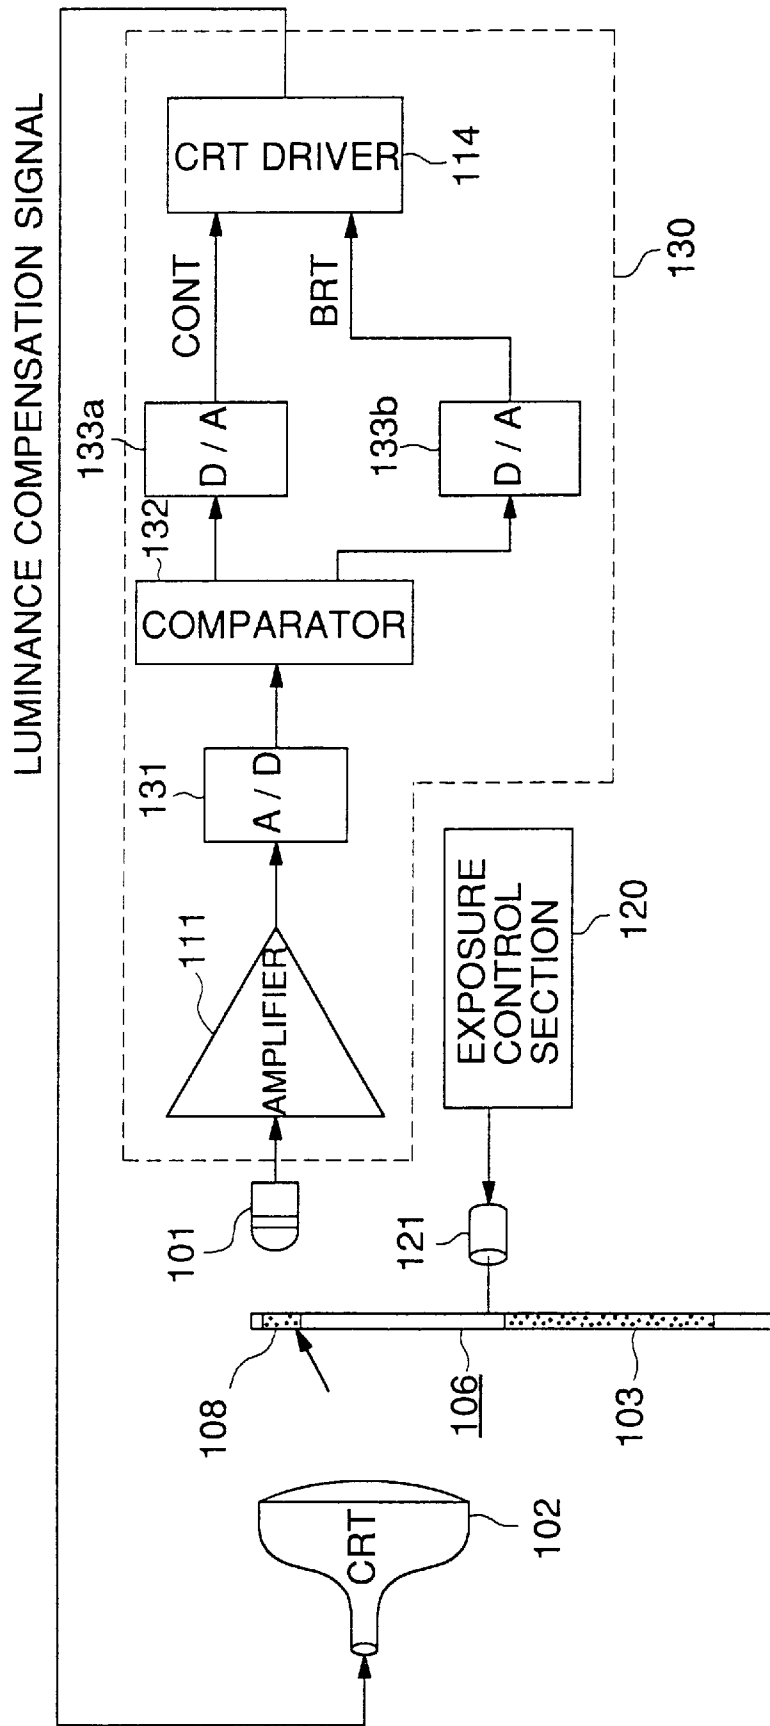 LUMINANCE COMPENSATION SIGNAL
133a
132
CONT
CRT DRIVER
114
D / A
BRT
131
COMPARATOR
133b
D / A
111
A / D
130
AMPLIFIER
101
EXPOSURE
CONTROL
SECTION
120
121
108
106
103
CRT
102